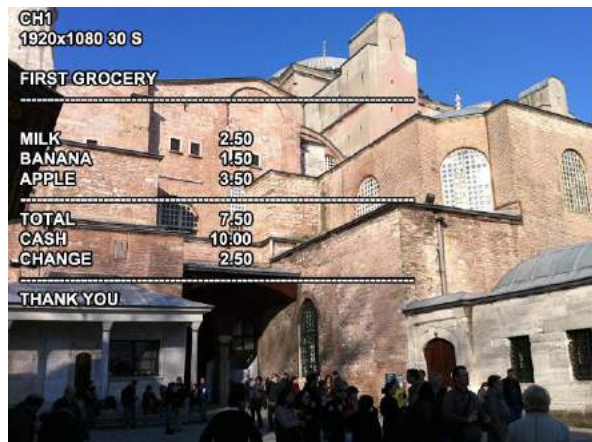 CH1
1920x1080 30 S
FIRST GROCERY
MILK 2.50
BANANA 1.50
APPLE 3.50
TOTAL 7.50
CASH 10.00
CHANGE 2.50
THANK YOU